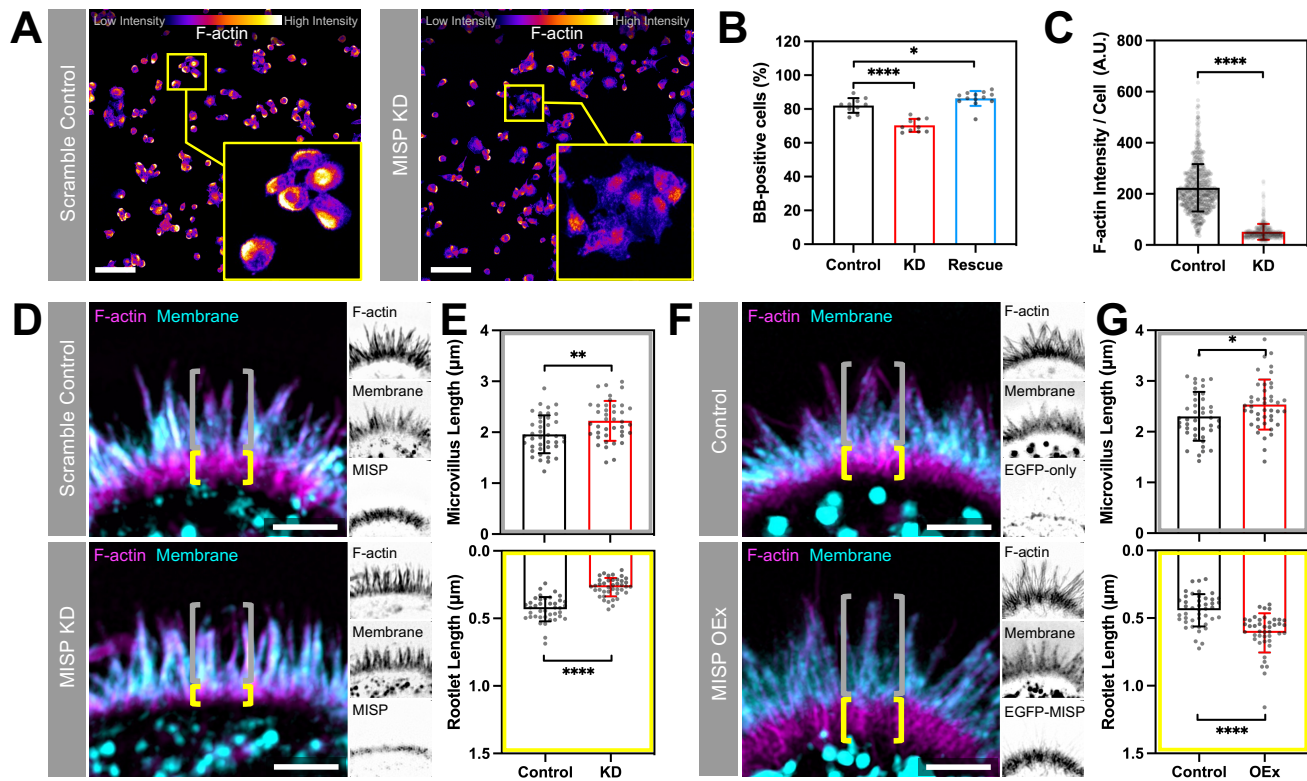 A
Scramble Control
Low Intensity High Intensity
F-actin
MISP KD
Low Intensity High Intensity
F-actin
B
BB-positive cells (%)
120
100
80
60
40
20
0
*
****
Control KD Rescue
C
F-actin Intensity / Cell (A.U.)
800
600
400
200
0
****
Control KD
D
Scramble Control
F-actin Membrane
F-actin
Membrane
MISP
MISP KD
F-actin Membrane
F-actin
Membrane
MISP
E
Microvillus Length (µm)
4
3
2
1
0
**
Rootlet Length (µm)
0.0
0.5
1.0
1.5
****
Control KD
F
Control
F-actin Membrane
F-actin
Membrane
EGFP-only
MISP OEx
F-actin Membrane
F-actin
Membrane
EGFP-MISP
G
Microvillus Length (µm)
4
3
2
1
0
*
Rootlet Length (µm)
0.0
0.5
1.0
1.5
****
Control OEx